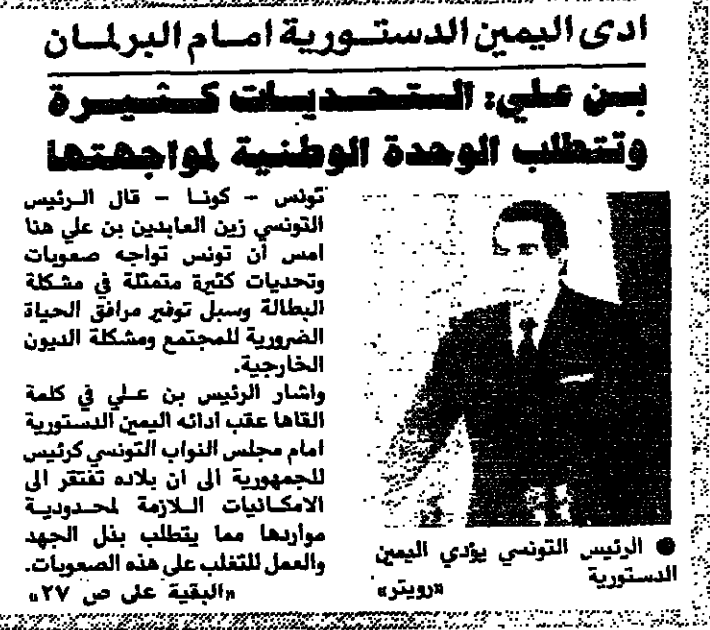 ادى اليمين الدستورية امام البرلمان
بن علي: التحديات كثيرة
وتتطلب الوحدة الوطنية لمواجهتها
تونس - كونا - قال الرئيس
التونسي زين العابدين بن علي هنا
امس أن تونس تواجه صعوبات
وتحديات كثيرة متمثلة في مشكلة
البطالة وسبل توفير مرافق الحياة
الضرورية للمجتمع ومشكلة الديون
الخارجية.
واشار الرئيس بن علي في كلمة
القاها عقب ادائه اليمين الدستورية
امام مجلس النواب التونسي كرئيس
للجمهورية الى ان بلاده تفتقر الى
الامكانيات اللازمة لمحدودية
مواردها مما يتطلب بذل الجهد
والعمل للتغلب على هذه الصعوبات.
«البقية على ص ٢٧»
● الرئيس التونسي يؤدي اليمين
الدستورية «رويتر»